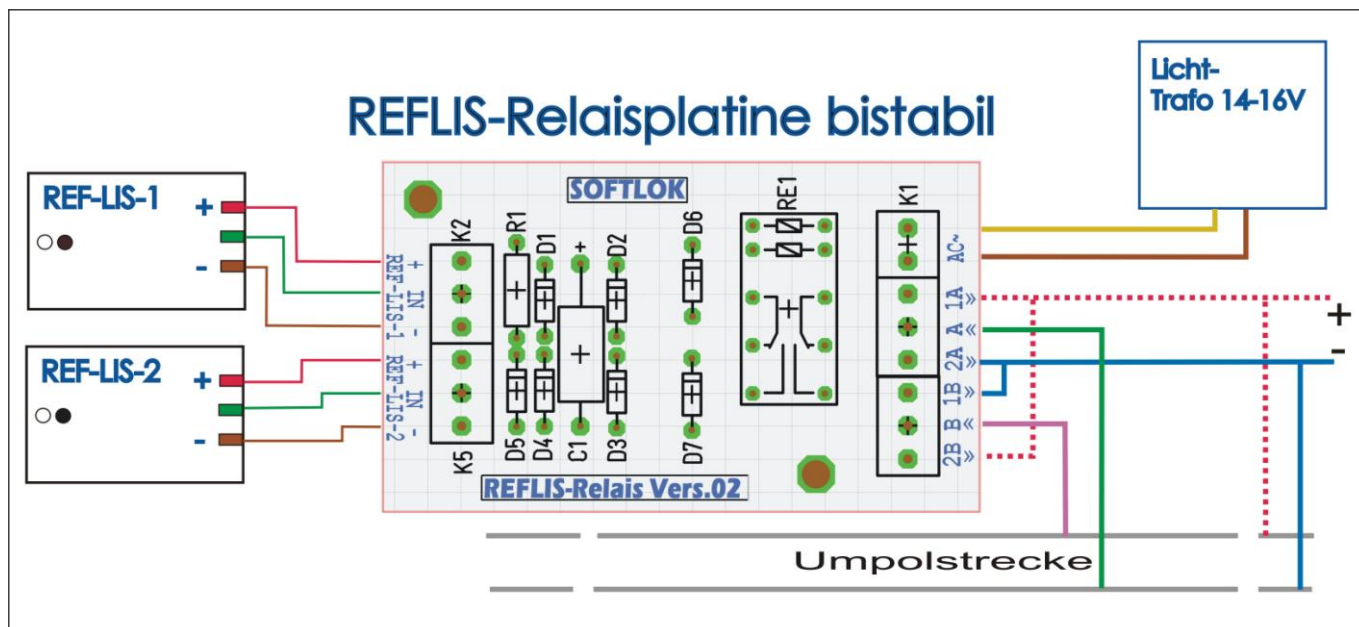 REFLIS-Relaisplatine bistabil
Licht-
Trafo 14-16V
REF-LIS-1
+
-
REF-LIS-2
+
-
SOFTLOK
K2
R1
D1
+
D2
D6
RE1
K1
+
IN
-
REF-LIS-1
+
IN
-
REF-LIS-2
K5
D5
D4
C1
D3
D7
AC~
1A »
A «
2A »
1B »
B «
2B »
+
-
REFLIS-Relais Vers.02
Umpolstrecke